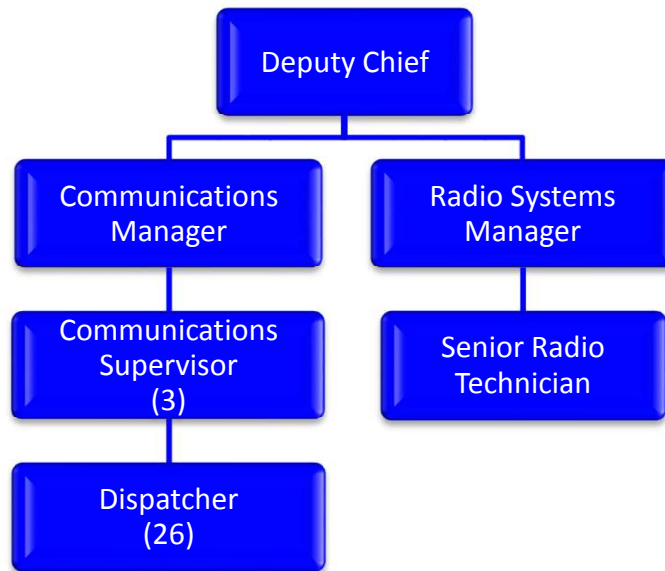 Deputy Chief
Communications
Manager
Radio Systems
Manager
Communications
Supervisor
(3)
Senior Radio
Technician
Dispatcher
(26)